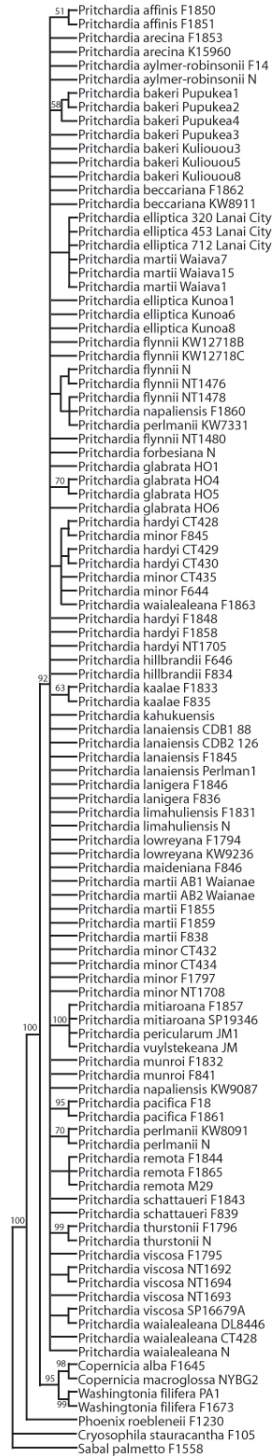 51
Pritchardia affinis F1850
Pritchardia affinis F1851
Pritchardia arecina F1853
Pritchardia arecina K15960
Pritchardia aylmer-robinsonii F14
Pritchardia aylmer-robinsonii N
58
Pritchardia bakeri Pupukea1
Pritchardia bakeri Pupukea2
Pritchardia bakeri Pupukea4
Pritchardia bakeri Pupukea3
Pritchardia bakeri Kuliouou3
Pritchardia bakeri Kuliouou5
Pritchardia bakeri Kuliouou8
Pritchardia beccariana F1862
Pritchardia beccariana KW8911
Pritchardia elliptica 320 Lanai City
Pritchardia elliptica 453 Lanai City
Pritchardia elliptica 712 Lanai City
Pritchardia martii Waiava7
Pritchardia martii Waiava15
Pritchardia martii Waiava1
Pritchardia elliptica Kunoa1
Pritchardia elliptica Kunoa6
Pritchardia elliptica Kunoa8
Pritchardia flynnii KW12718B
Pritchardia flynnii KW12718C
Pritchardia flynnii N
Pritchardia flynnii NT1476
Pritchardia flynnii NT1478
Pritchardia napaliensis F1860
Pritchardia perlmanii KW7331
Pritchardia flynnii NT1480
Pritchardia forbesiana N
Pritchardia glabrata HO1
70
Pritchardia glabrata HO4
Pritchardia glabrata HO5
Pritchardia glabrata HO6
Pritchardia hardyi CT428
Pritchardia minor F845
Pritchardia hardyi CT429
Pritchardia hardyi CT430
Pritchardia minor CT435
Pritchardia minor F644
Pritchardia waialealeana F1863
Pritchardia hardyi F1848
Pritchardia hardyi F1858
Pritchardia hardyi NT1705
Pritchardia hillbrandii F646
Pritchardia hillbrandii F834
92
63
Pritchardia kaalae F1833
Pritchardia kaalae F835
Pritchardia kahukuensis
Pritchardia lanaiensis CDB1 88
Pritchardia lanaiensis CDB2 126
Pritchardia lanaiensis F1845
Pritchardia lanaiensis Perlman1
Pritchardia lanigera F1846
Pritchardia lanigera F836
Pritchardia limahuliensis F1831
Pritchardia limahuliensis N
Pritchardia lowreyana F1794
Pritchardia lowreyana KW9236
Pritchardia maideniana F846
Pritchardia martii AB1 Waianae
Pritchardia martii AB2 Waianae
Pritchardia martii F1855
Pritchardia martii F1859
Pritchardia martii F838
Pritchardia minor CT432
Pritchardia minor CT434
Pritchardia minor F1797
Pritchardia minor NT1708
100
Pritchardia mitiaroana F1857
Pritchardia mitiaroana SP19346
Pritchardia pericularum JM1
Pritchardia vuylstekeana JM
100
Pritchardia munroi F1832
Pritchardia munroi F841
Pritchardia napaliensis KW9087
95
Pritchardia pacifica F18
Pritchardia pacifica F1861
70
Pritchardia perlmanii KW8091
Pritchardia perlmanii N
Pritchardia remota F1844
Pritchardia remota F1865
Pritchardia remota M29
Pritchardia schattaueri F1843
100
Pritchardia schattaueri F839
99
Pritchardia thurstonii F1796
Pritchardia thurstonii N
Pritchardia viscosa F1795
Pritchardia viscosa NT1692
Pritchardia viscosa NT1694
Pritchardia viscosa NT1693
Pritchardia viscosa SP16679A
Pritchardia waialealeana DL8446
Pritchardia waialealeana CT428
Pritchardia waialealeana N
98
Copernicia alba F1645
95
Copernicia macroglossa NYBG2
Washingtonia filifera PA1
99
Washingtonia filifera F1673
Phoenix roebleneii F1230
Cryosophila stauracantha F105
Sabal palmetto F1558